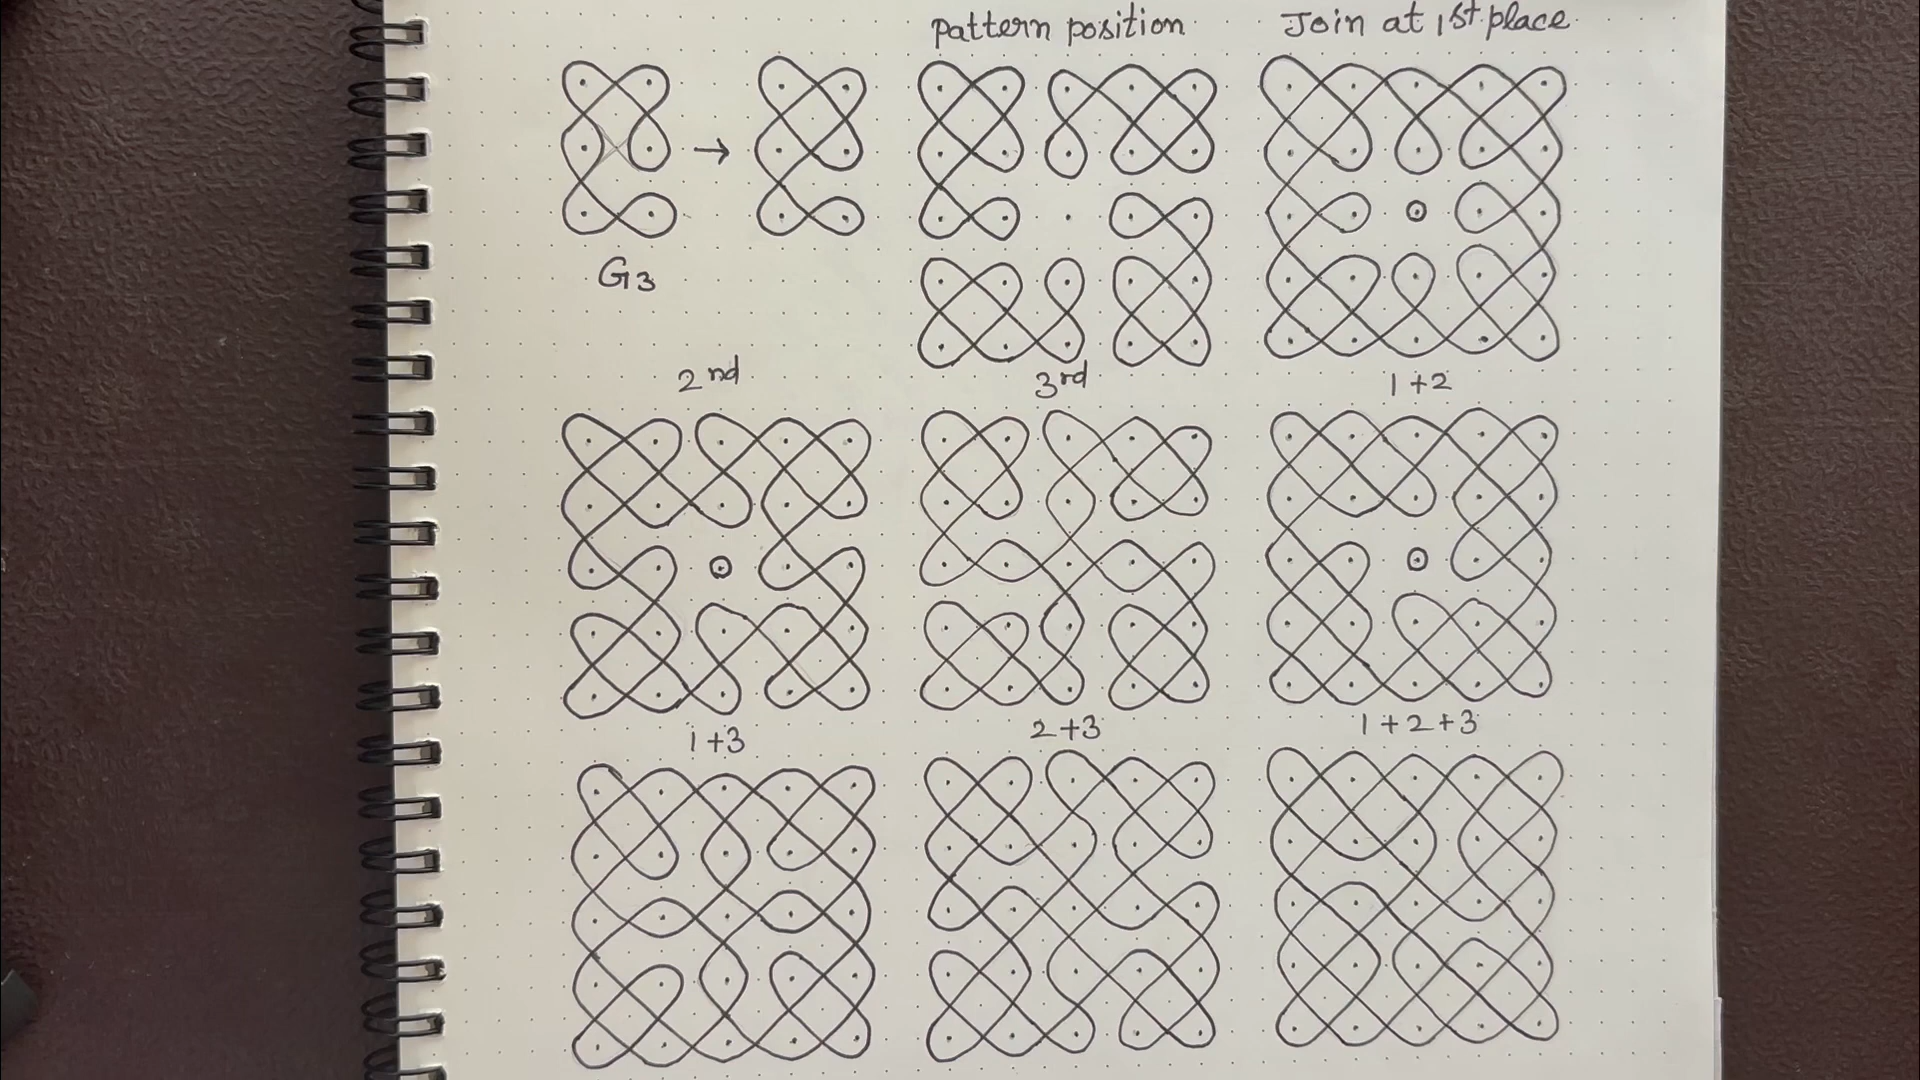 pattern position
Join at 1st place
G3
2nd
3rd
1+2
1+3
2+3
1+2+3